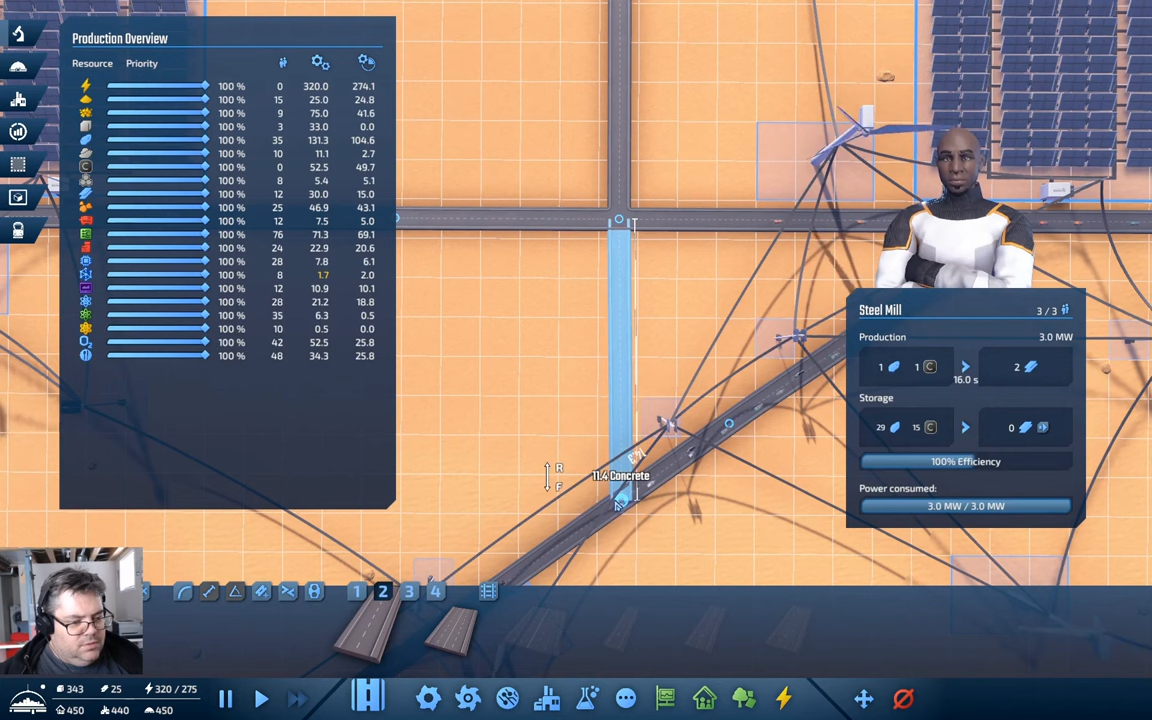 Production Overview
Resource Priority
100 % 0 320.0 274.1
100 % 15 25.0 24.8
100 % 9 75.0 41.6
100 % 3 33.0 0.0
100 % 35 131.3 104.6
100 % 10 11.1 2.7
C 100 % 0 52.5 49.7
100 % 8 5.4 5.1
100 % 12 30.0 15.0
100 % 25 46.9 43.1
100 % 12 7.5 5.0
100 % 76 71.3 69.1
100 % 24 22.9 20.6
100 % 28 7.8 6.1
100 % 8 1.7 2.0
100 % 12 10.9 10.1
100 % 28 21.2 18.8
100 % 35 6.3 0.5
100 % 10 0.5 0.0
O2 100 % 42 52.5 25.8
100 % 48 34.3 25.8
Steel Mill 3 / 3
Production 3.0 MW
1 1 C 2
16.0 s
Storage
29 15 C 0
100% Efficiency
Power consumed:
3.0 MW / 3.0 MW
14.3
11.4 Concrete
R
F
1 2 3 4
343 25 320 / 275
450 440 450